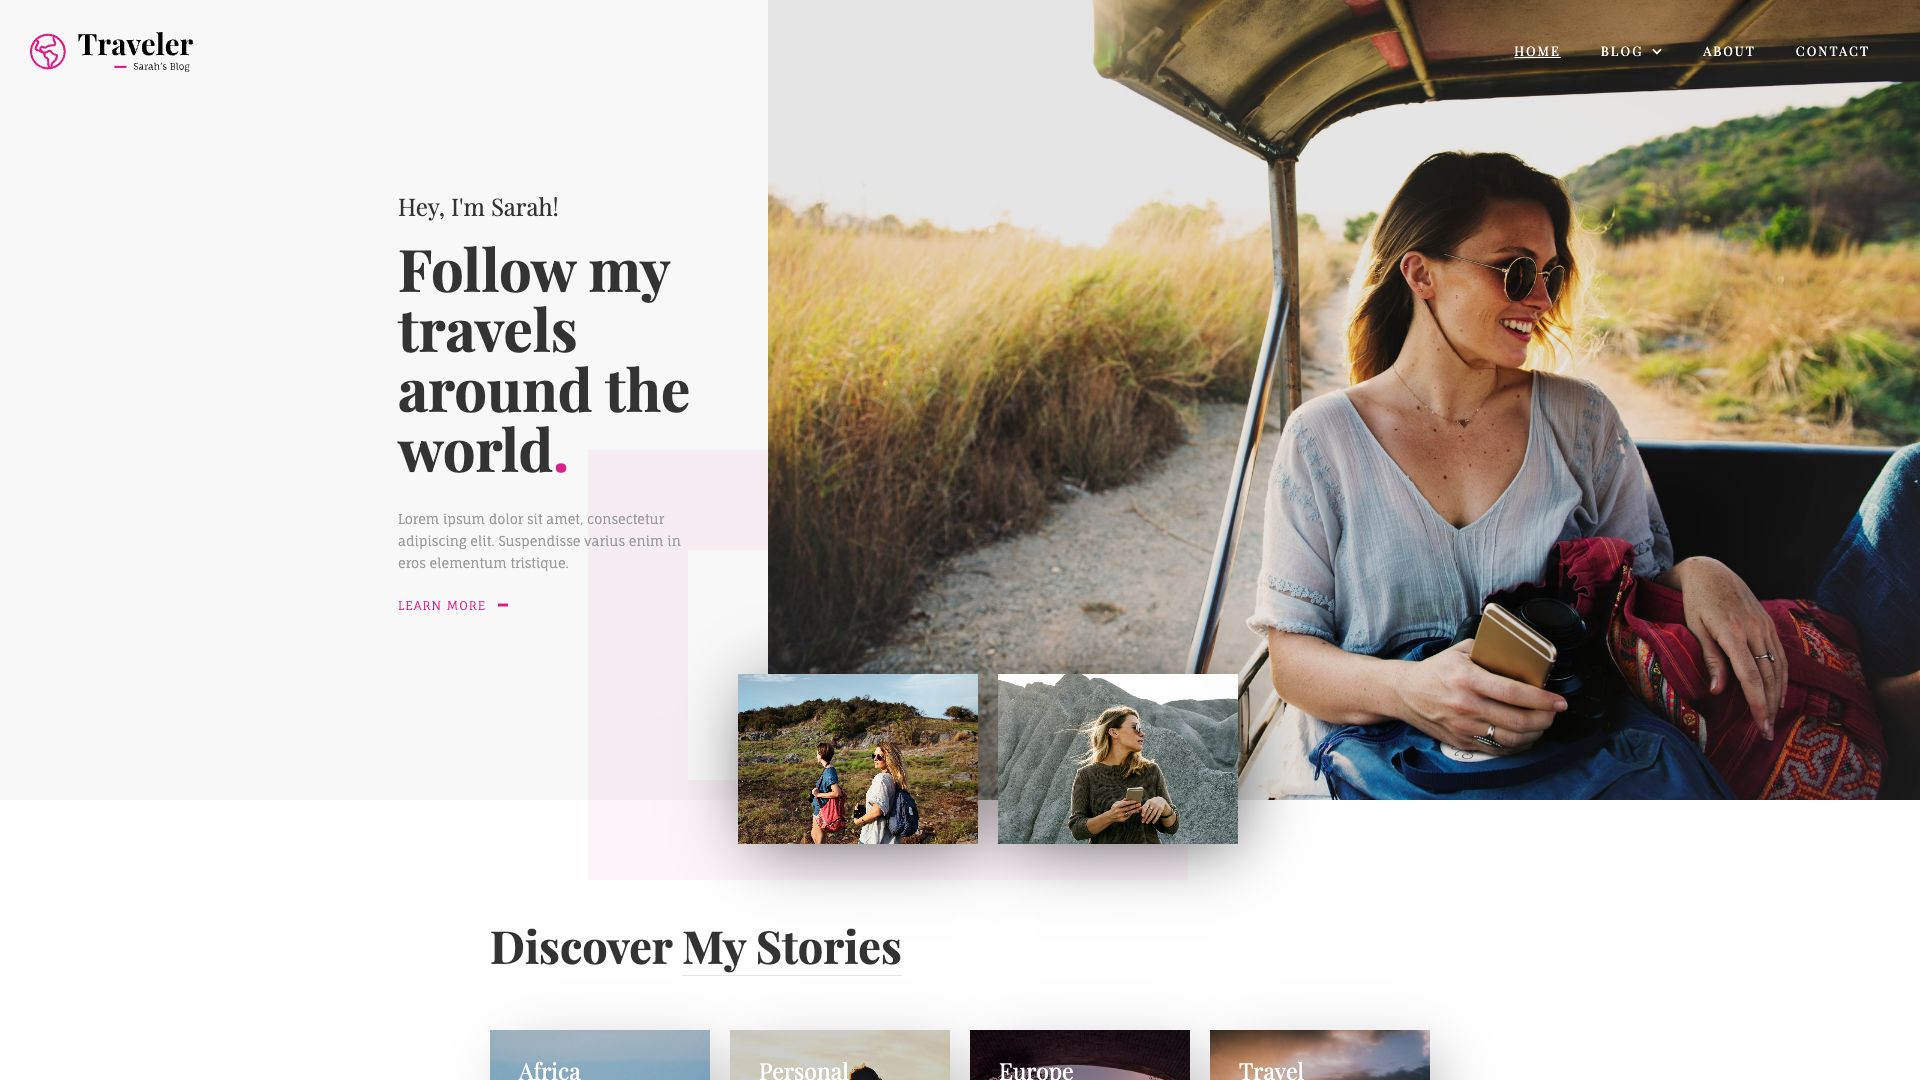 Traveler
Sarah's Blog
HOME
BLOG
ABOUT
CONTACT
Hey, I'm Sarah!
Follow my
travels
around the
world.
Lorem ipsum dolor sit amet, consectetur
adipiscing elit. Suspendisse varius enim in
eros elementum tristique.
LEARN MORE
Discover My Stories
Africa
Personal
Europe
Travel